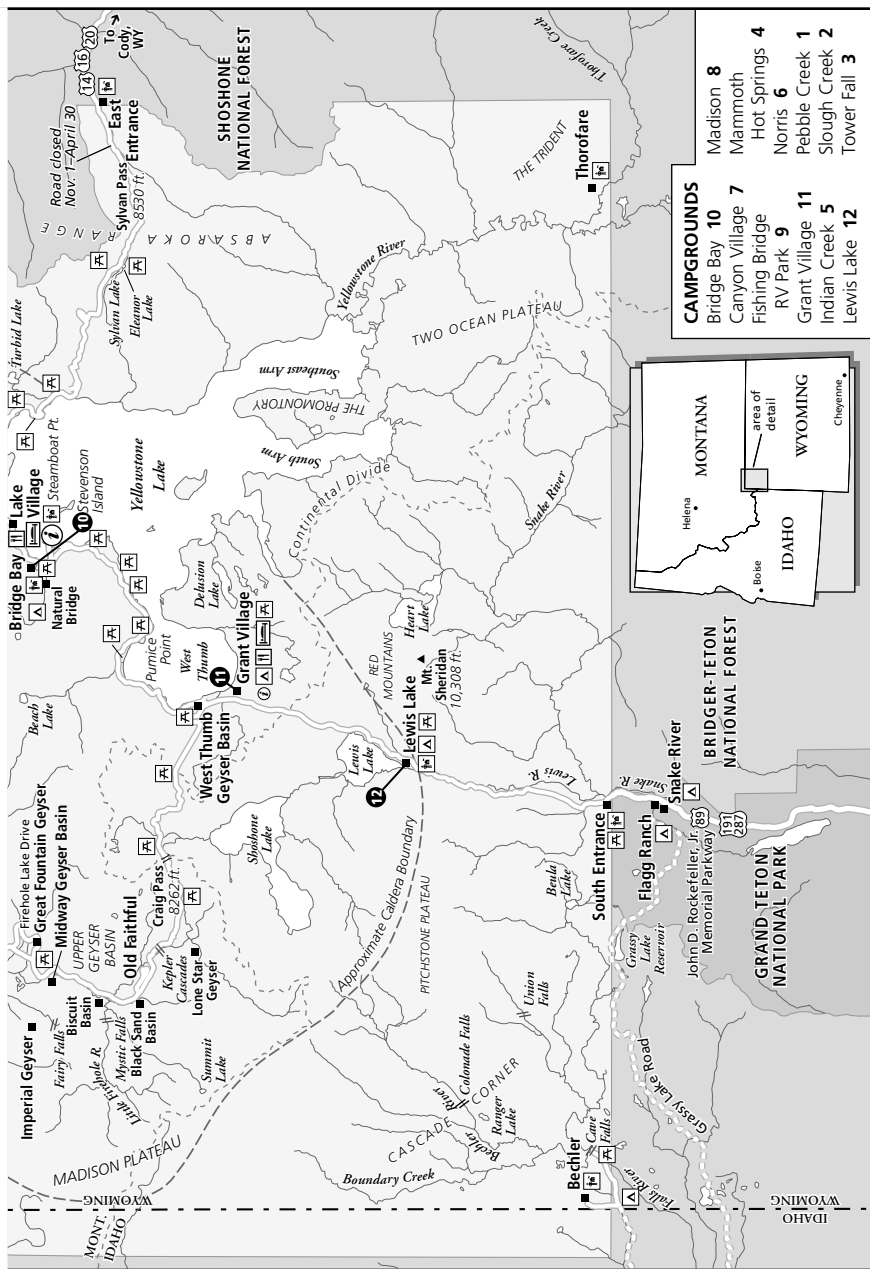 Imperial Geyser
Firehole Lake Drive
Great Fountain Geyser
Midway Geyser Basin
Fairy Falls
UPPER
GEYSER
BASIN
Biscuit
Basin
Little Firehole R.
Mystic Falls
Old Faithful
Black Sand
Basin
Kepler
Cascades
Craig Pass
8262 ft.
Lone Star
Geyser
Summit
Lake
MADISON PLATEAU
MONT.
IDAHO
WYOMING
Beach
Lake
Bridge Bay
Natural
Bridge
Lake
Village
i
Steamboat Pt.
10
Stevenson
Island
Yellowstone
Lake
Pumice
Point
West
Thumb
11
Grant Village
i
West Thumb
Geyser Basin
Delusion
Lake
Shoshone
Lake
Turbid Lake
Sylvan Lake
Eleanor
Lake
Sylvan Pass
8530 ft.
Road closed
Nov. 1–April 30
East
Entrance
14
16
20
To
Cody,
WY
ABSAROKA
RANGE
SHOSHONE
NATIONAL FOREST
Southeast Arm
THE PROMONTORY
South Arm
Yellowstone River
Continental Divide
TWO OCEAN PLATEAU
THE TRIDENT
Thorofare
Thorofare Creek
Lewis
Lake
12
Lewis Lake
RED
MOUNTAINS
Heart
Lake
Mt.
Sheridan
10,308 ft.
Snake River
Approximate Caldera Boundary
PITCHSTONE PLATEAU
Lewis R.
Union
Falls
Colonade Falls
CASCADE CORNER
Bechler River
Ranger
Lake
Boundary Creek
Bechler
Cave
Falls
Falls River
Beula
Lake
South Entrance
Snake R.
Snake River
Flagg Ranch
Grassy
Lake
Reservoir
Grassy Lake Road
John D. Rockefeller, Jr.
Memorial Parkway
89
191
287
GRAND TETON
NATIONAL PARK
BRIDGER-TETON
NATIONAL FOREST
IDAHO
WYOMING
MONTANA
Helena
IDAHO
Boise
WYOMING
Cheyenne
area of
detail
CAMPGROUNDS
Bridge Bay 10
Canyon Village 7
Fishing Bridge
RV Park 9
Grant Village 11
Indian Creek 5
Lewis Lake 12
Madison 8
Mammoth
Hot Springs 4
Norris 6
Pebble Creek 1
Slough Creek 2
Tower Fall 3